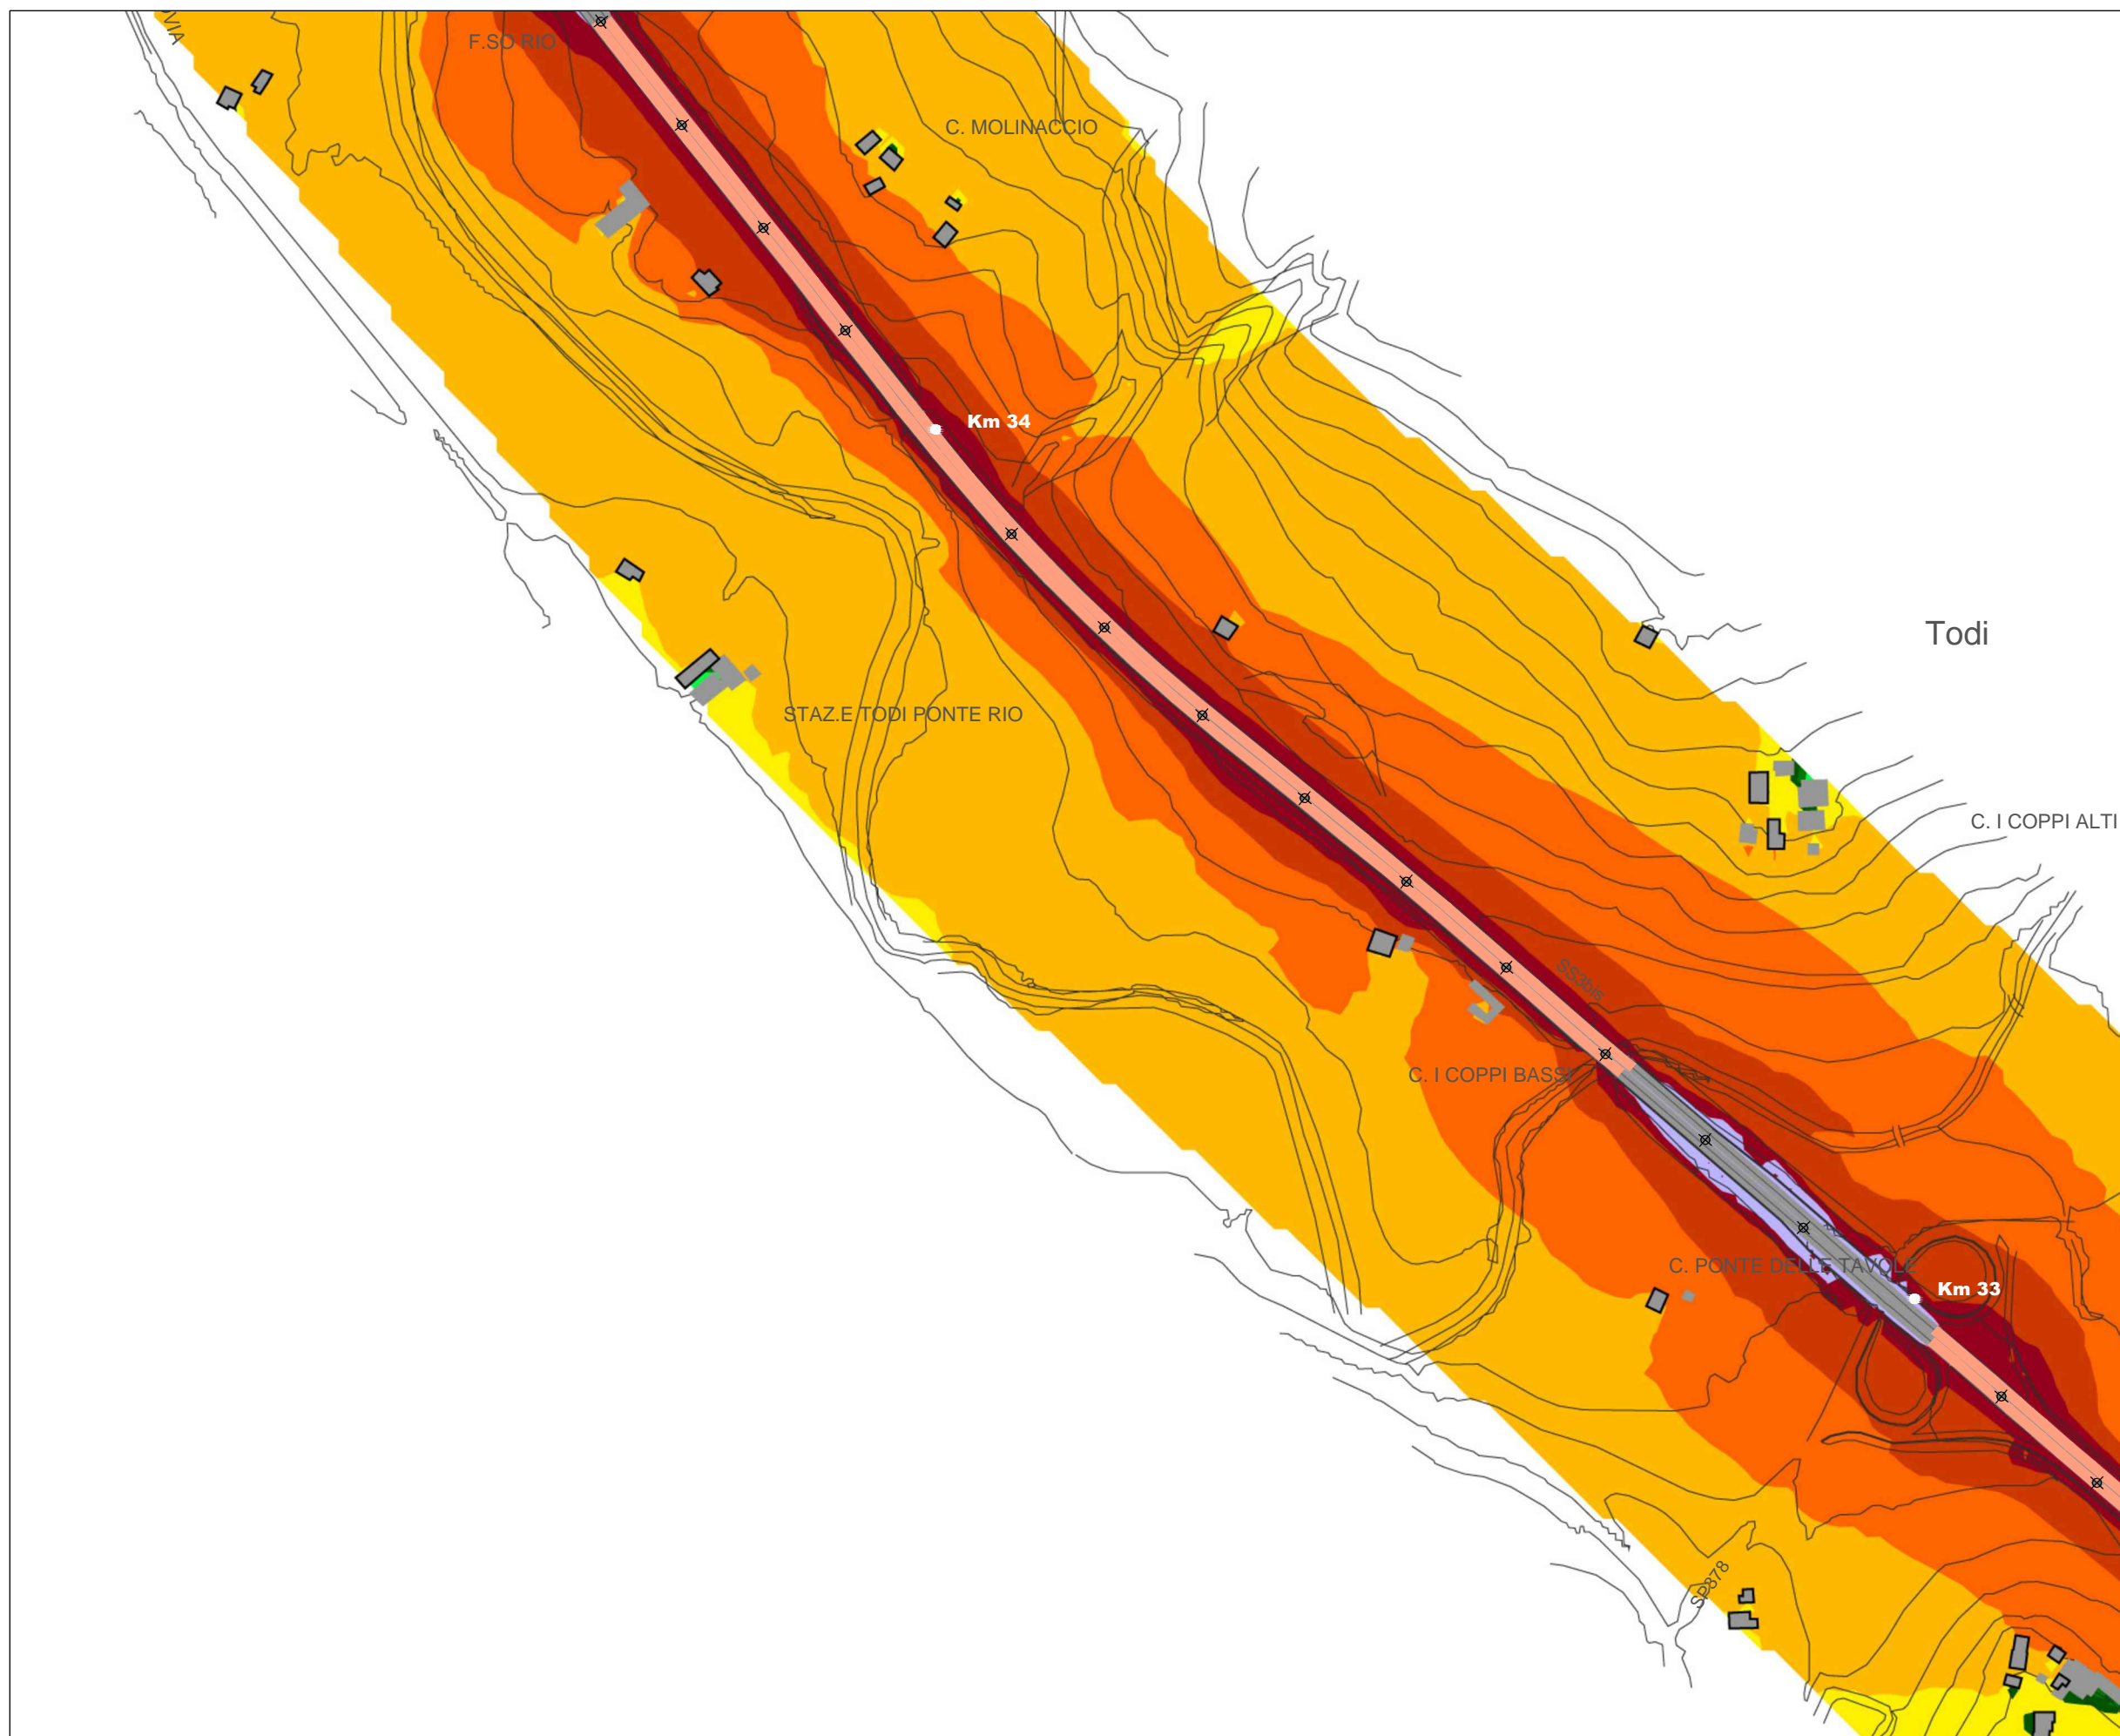 OVIA
F.SO RIO
C. MOLINACCIO
Km 34
Todi
STAZ.E TODI PONTE RIO
C. I COPPI ALTI
SS3bis
C. I COPPI BASSI
C. PONTE DELLE TAVOLE
Km 33
SP378